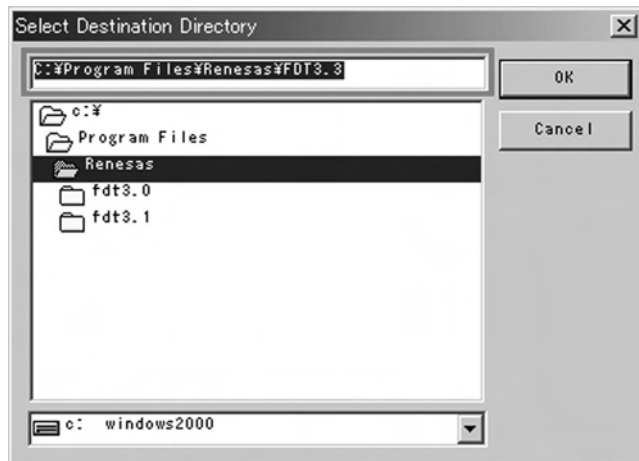 Select Destination Directory
C:¥Program Files¥Renesas¥FDT3.3
OK
c:¥
Cancel
Program Files
Renesas
fdt3.0
fdt3.1
c: windows2000